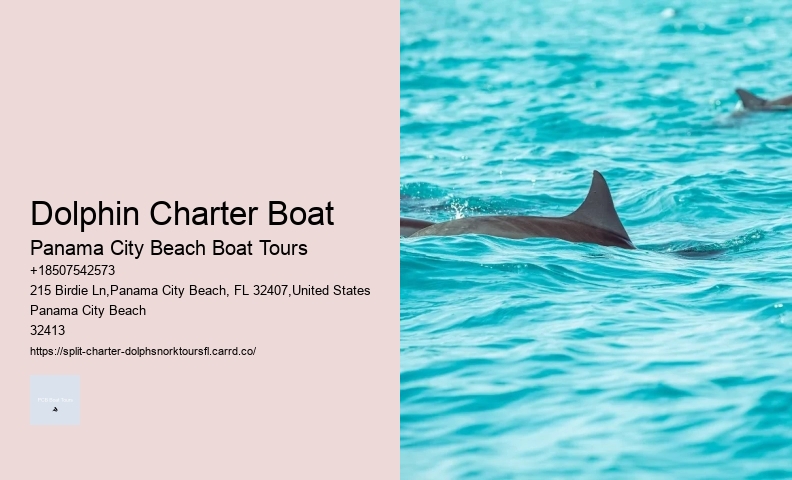 Dolphin Charter Boat
Panama City Beach Boat Tours
+18507542573
215 Birdie Ln,Panama City Beach, FL 32407,United States
Panama City Beach
32413
https://split-charter-dolphsnorktoursfl.carrd.co/